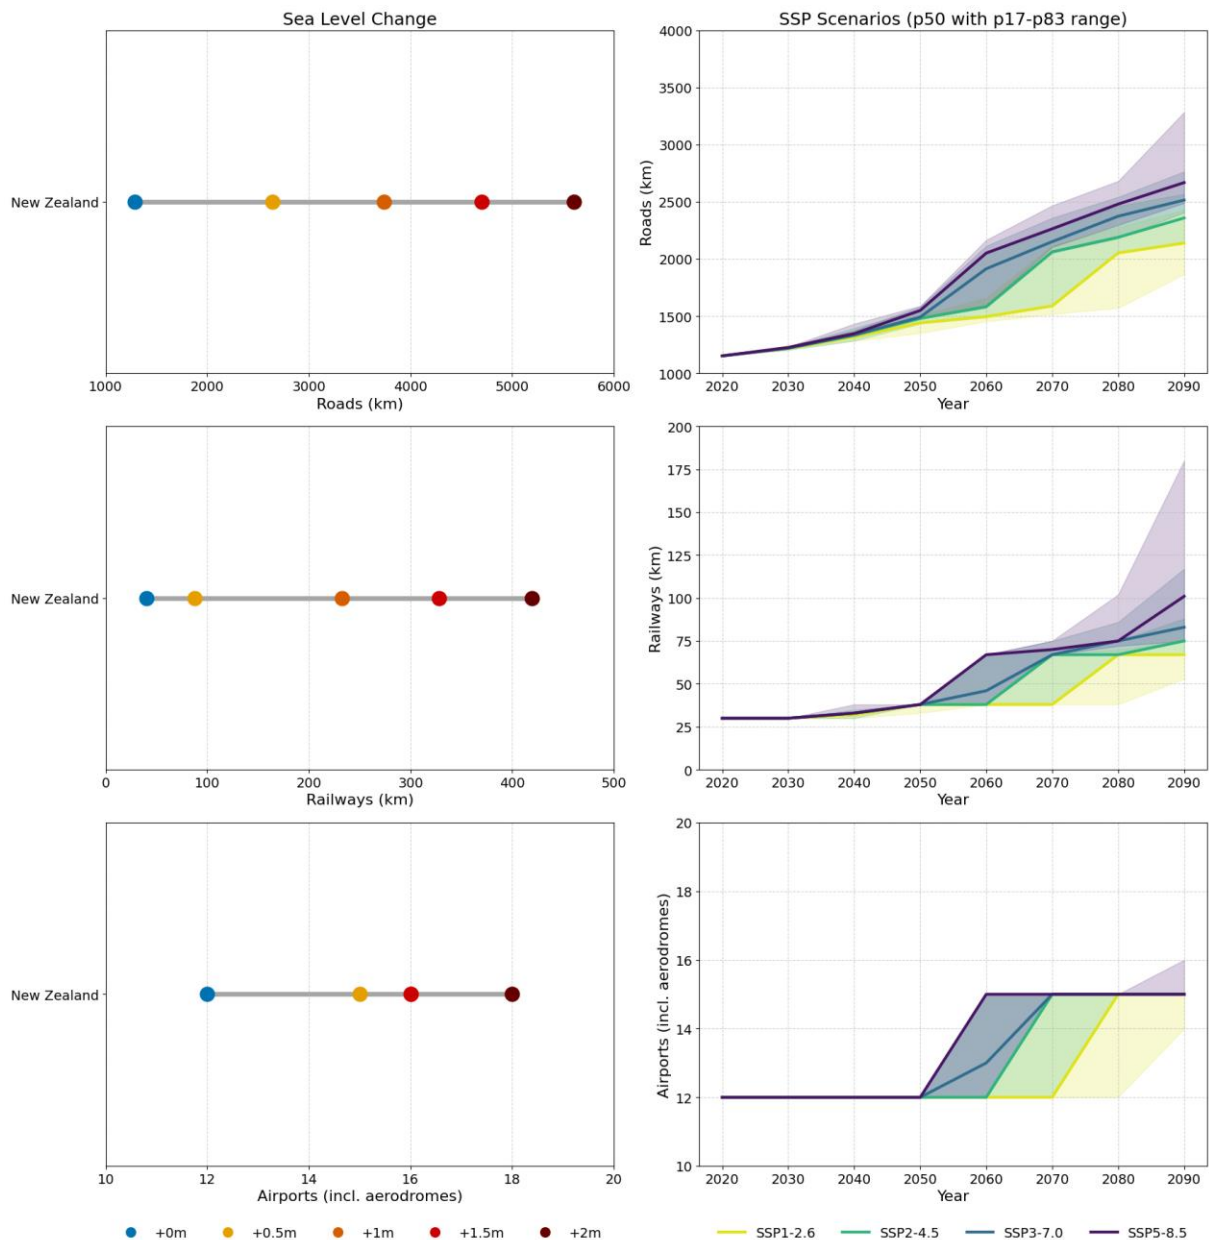 Sea Level Change
New Zealand
1000 2000 3000 4000 5000 6000
Roads (km)
SSP Scenarios (p50 with p17-p83 range)
4000
3500
3000
2500
2000
1500
1000
Roads (km)
2020 2030 2040 2050 2060 2070 2080 2090
Year
New Zealand
0 100 200 300 400 500
Railways (km)
200
175
150
125
100
75
50
25
0
Railways (km)
2020 2030 2040 2050 2060 2070 2080 2090
Year
New Zealand
10 12 14 16 18 20
Airports (incl. aerodromes)
20
18
16
14
12
10
Airports (incl. aerodromes)
2020 2030 2040 2050 2060 2070 2080 2090
Year
+0m +0.5m +1m +1.5m +2m
SSP1-2.6 SSP2-4.5 SSP3-7.0 SSP5-8.5